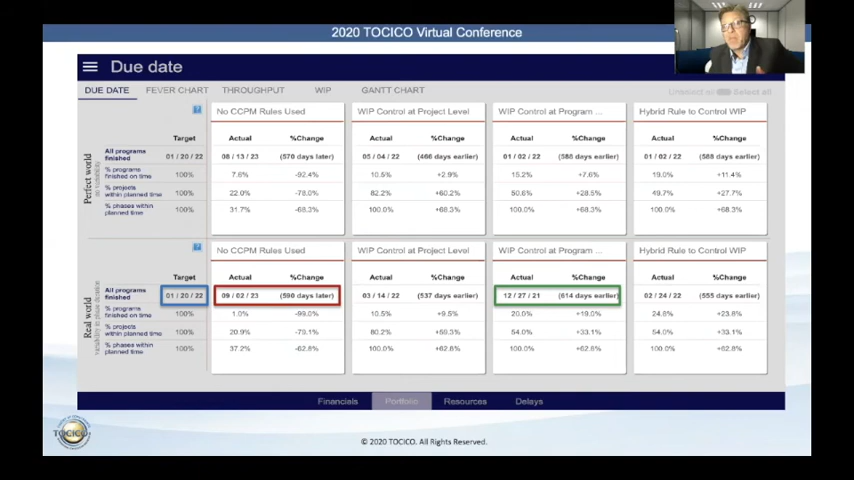 2020 TOCICO Virtual Conference
Due date
DUE DATE FEVER CHART THROUGHPUT WIP GANTT CHART
Unselect all Select all
No CCPM Rules Used WIP Control at Project Level WIP Control at Program ... Hybrid Rule to Control WIP
Target Actual %Change Actual %Change Actual %Change Actual %Change
Perfect world
All programs finished 01 / 20 / 22 08 / 13 / 23 (570 days later) 05 / 04 / 22 (466 days earlier) 01 / 02 / 22 (588 days earlier) 01 / 02 / 22 (588 days earlier)
% programs finished on time 100% 7.6% -92.4% 10.5% +2.9% 15.2% +7.6% 19.0% +11.4%
% projects within planned time 100% 22.0% -78.0% 82.2% +60.2% 50.6% +28.5% 49.7% +27.7%
% phases within planned time 100% 31.7% -68.3% 100.0% +68.3% 100.0% +68.3% 100.0% +68.3%
No CCPM Rules Used WIP Control at Project Level WIP Control at Program ... Hybrid Rule to Control WIP
Target Actual %Change Actual %Change Actual %Change Actual %Change
Real world
All programs finished 01 / 20 / 22 09 / 02 / 23 (590 days later) 03 / 14 / 22 (537 days earlier) 12 / 27 / 21 (614 days earlier) 02 / 24 / 22 (555 days earlier)
% programs finished on time 100% 1.0% -99.0% 10.5% +9.5% 20.0% +19.0% 24.8% +23.8%
% projects within planned time 100% 20.9% -79.1% 80.2% +59.3% 54.0% +33.1% 54.0% +33.1%
% phases within planned time 100% 37.2% -62.8% 100.0% +62.8% 100.0% +62.8% 100.0% +62.8%
Financials Portfolio Resources Delays
TOCICO
© 2020 TOCICO. All Rights Reserved.